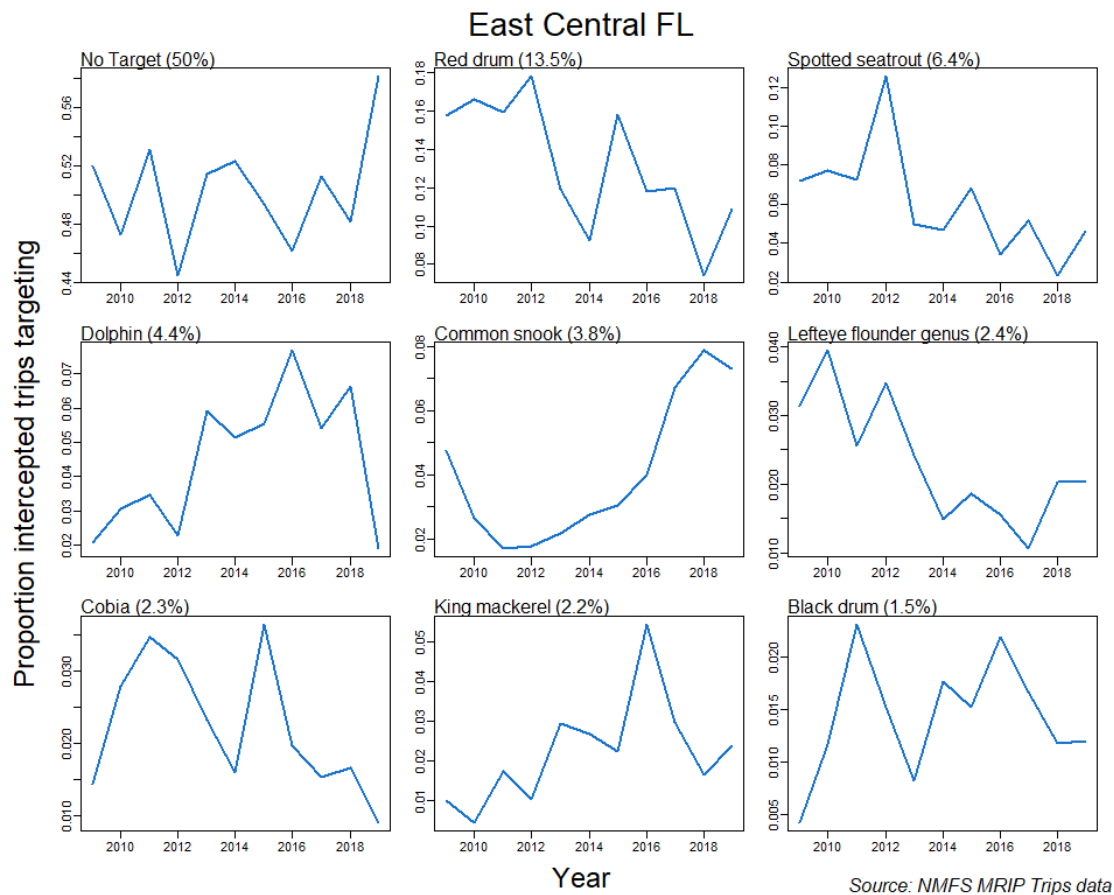 East Central FL
Proportion intercepted trips targeting
No Target (50%)
0.56
0.52
0.48
0.44
2010 2012 2014 2016 2018
Red drum (13.5%)
0.18
0.16
0.14
0.12
0.10
0.08
2010 2012 2014 2016 2018
Spotted seatrout (6.4%)
0.12
0.10
0.08
0.06
0.04
0.02
2010 2012 2014 2016 2018
Dolphin (4.4%)
0.07
0.06
0.05
0.04
0.03
0.02
2010 2012 2014 2016 2018
Common snook (3.8%)
0.08
0.06
0.04
0.02
2010 2012 2014 2016 2018
Lefteye flounder genus (2.4%)
0.040
0.030
0.020
0.010
2010 2012 2014 2016 2018
Cobia (2.3%)
0.030
0.020
0.010
2010 2012 2014 2016 2018
King mackerel (2.2%)
0.05
0.04
0.03
0.02
0.01
2010 2012 2014 2016 2018
Black drum (1.5%)
0.020
0.015
0.010
0.005
2010 2012 2014 2016 2018
Year
Source: NMFS MRIP Trips data